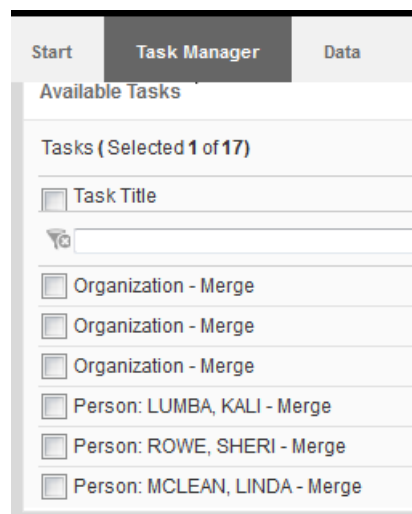 Start Task Manager Data
Available Tasks
Tasks (Selected 1 of 17)
Task Title
Organization - Merge
Organization - Merge
Organization - Merge
Person: LUMBA, KALI - Merge
Person: ROWE, SHERI - Merge
Person: MCLEAN, LINDA - Merge